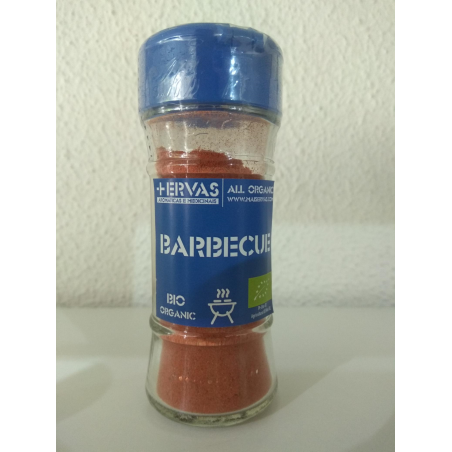 +ERVAS
AROMÁTICAS E MEDICINAIS
ALL ORGANIC
BARBECUE
BIO
ORGANIC